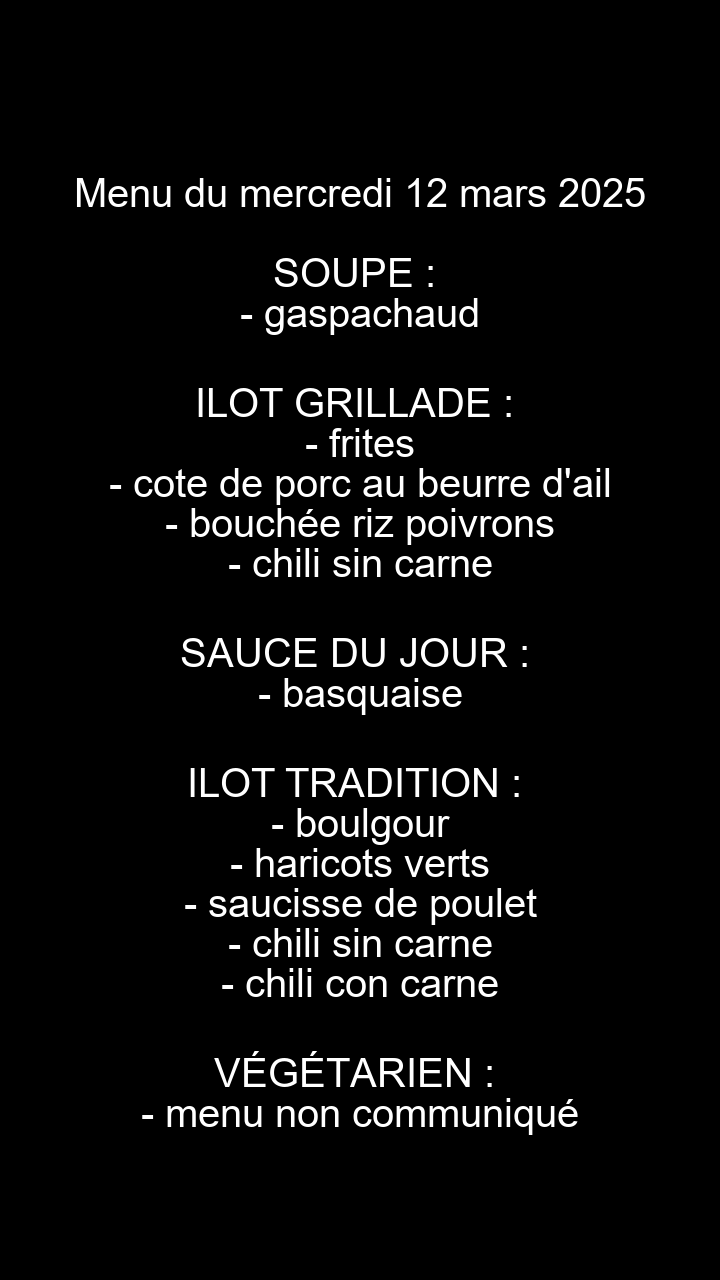 Menu du mercredi 12 mars 2025
SOUPE :
- gaspachaud
ILOT GRILLADE :
- frites
- cote de porc au beurre d'ail
- bouchée riz poivrons
- chili sin carne
SAUCE DU JOUR :
- basquaise
ILOT TRADITION :
- boulgour
- haricots verts
- saucisse de poulet
- chili sin carne
- chili con carne
VÉGÉTARIEN :
- menu non communiqué